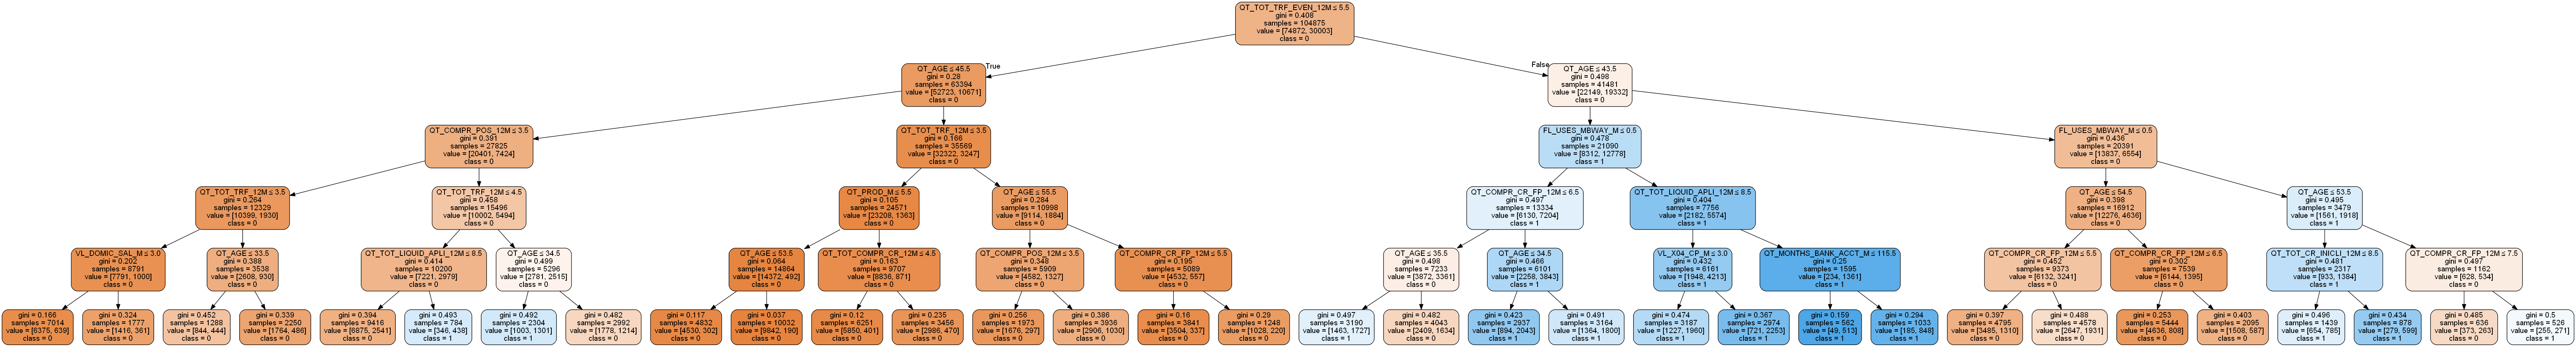 QT_TOT_TRF_EVEN_12M ≤ 5.5
gini = 0.408
samples = 104875
value = [74872, 30003]
class = 0
True
False
QT_AGE ≤ 45.5
gini = 0.28
samples = 63394
value = [52723, 10671]
class = 0
QT_AGE ≤ 43.5
gini = 0.498
samples = 41481
value = [22149, 19332]
class = 0
QT_COMPR_POS_12M ≤ 3.5
gini = 0.391
samples = 27825
value = [20401, 7424]
class = 0
QT_TOT_TRF_12M ≤ 3.5
gini = 0.166
samples = 35569
value = [32322, 3247]
class = 0
FL_USES_MBWAY_M ≤ 0.5
gini = 0.478
samples = 21090
value = [8312, 12778]
class = 1
FL_USES_MBWAY_M ≤ 0.5
gini = 0.436
samples = 20391
value = [13837, 6554]
class = 0
QT_TOT_TRF_12M ≤ 3.5
gini = 0.264
samples = 12329
value = [10399, 1930]
class = 0
QT_TOT_TRF_12M ≤ 4.5
gini = 0.458
samples = 15496
value = [10002, 5494]
class = 0
QT_PROD_M ≤ 5.5
gini = 0.105
samples = 24571
value = [23208, 1363]
class = 0
QT_AGE ≤ 55.5
gini = 0.284
samples = 10998
value = [9114, 1884]
class = 0
QT_COMPR_CR_FP_12M ≤ 6.5
gini = 0.497
samples = 13334
value = [6130, 7204]
class = 1
QT_TOT_LIQUID_APLI_12M ≤ 8.5
gini = 0.404
samples = 7756
value = [2182, 5574]
class = 1
QT_AGE ≤ 54.5
gini = 0.398
samples = 16912
value = [12276, 4636]
class = 0
QT_AGE ≤ 53.5
gini = 0.495
samples = 3479
value = [1561, 1918]
class = 1
VL_DOMIC_SAL_M ≤ 3.0
gini = 0.202
samples = 8791
value = [7791, 1000]
class = 0
QT_AGE ≤ 33.5
gini = 0.388
samples = 3538
value = [2608, 930]
class = 0
QT_TOT_LIQUID_APLI_12M ≤ 8.5
gini = 0.414
samples = 10200
value = [7221, 2979]
class = 0
QT_AGE ≤ 34.5
gini = 0.499
samples = 5296
value = [2781, 2515]
class = 0
QT_AGE ≤ 53.5
gini = 0.064
samples = 14864
value = [14372, 492]
class = 0
QT_TOT_COMPR_CR_12M ≤ 4.5
gini = 0.163
samples = 9707
value = [8836, 871]
class = 0
QT_COMPR_POS_12M ≤ 3.5
gini = 0.348
samples = 5909
value = [4582, 1327]
class = 0
QT_COMPR_CR_FP_12M ≤ 5.5
gini = 0.195
samples = 5089
value = [4532, 557]
class = 0
QT_AGE ≤ 35.5
gini = 0.498
samples = 7233
value = [3872, 3361]
class = 0
QT_AGE ≤ 34.5
gini = 0.466
samples = 6101
value = [2258, 3843]
class = 1
VL_X04_CP_M ≤ 3.0
gini = 0.432
samples = 6161
value = [1948, 4213]
class = 1
QT_MONTHS_BANK_ACCT_M ≤ 115.5
gini = 0.25
samples = 1595
value = [234, 1361]
class = 1
QT_COMPR_CR_FP_12M ≤ 5.5
gini = 0.452
samples = 9373
value = [6132, 3241]
class = 0
QT_COMPR_CR_FP_12M ≤ 6.5
gini = 0.302
samples = 7539
value = [6144, 1395]
class = 0
QT_TOT_CR_INICLI_12M ≤ 8.5
gini = 0.481
samples = 2317
value = [933, 1384]
class = 1
QT_COMPR_CR_FP_12M ≤ 7.5
gini = 0.497
samples = 1162
value = [628, 534]
class = 0
gini = 0.166
samples = 7014
value = [6375, 639]
class = 0
gini = 0.324
samples = 1777
value = [1416, 361]
class = 0
gini = 0.452
samples = 1288
value = [844, 444]
class = 0
gini = 0.339
samples = 2250
value = [1764, 486]
class = 0
gini = 0.394
samples = 9416
value = [6875, 2541]
class = 0
gini = 0.493
samples = 784
value = [346, 438]
class = 1
gini = 0.492
samples = 2304
value = [1003, 1301]
class = 1
gini = 0.482
samples = 2992
value = [1778, 1214]
class = 0
gini = 0.117
samples = 4832
value = [4530, 302]
class = 0
gini = 0.037
samples = 10032
value = [9842, 190]
class = 0
gini = 0.12
samples = 6251
value = [5850, 401]
class = 0
gini = 0.235
samples = 3456
value = [2986, 470]
class = 0
gini = 0.256
samples = 1973
value = [1676, 297]
class = 0
gini = 0.386
samples = 3936
value = [2906, 1030]
class = 0
gini = 0.16
samples = 3841
value = [3504, 337]
class = 0
gini = 0.29
samples = 1248
value = [1028, 220]
class = 0
gini = 0.497
samples = 3190
value = [1463, 1727]
class = 1
gini = 0.482
samples = 4043
value = [2409, 1634]
class = 0
gini = 0.423
samples = 2937
value = [894, 2043]
class = 1
gini = 0.491
samples = 3164
value = [1364, 1800]
class = 1
gini = 0.474
samples = 3187
value = [1227, 1960]
class = 1
gini = 0.367
samples = 2974
value = [721, 2253]
class = 1
gini = 0.159
samples = 562
value = [49, 513]
class = 1
gini = 0.294
samples = 1033
value = [185, 848]
class = 1
gini = 0.397
samples = 4795
value = [3485, 1310]
class = 0
gini = 0.488
samples = 4578
value = [2647, 1931]
class = 0
gini = 0.253
samples = 5444
value = [4636, 808]
class = 0
gini = 0.403
samples = 2095
value = [1508, 587]
class = 0
gini = 0.496
samples = 1439
value = [654, 785]
class = 1
gini = 0.434
samples = 878
value = [279, 599]
class = 1
gini = 0.485
samples = 636
value = [373, 263]
class = 0
gini = 0.5
samples = 526
value = [255, 271]
class = 1